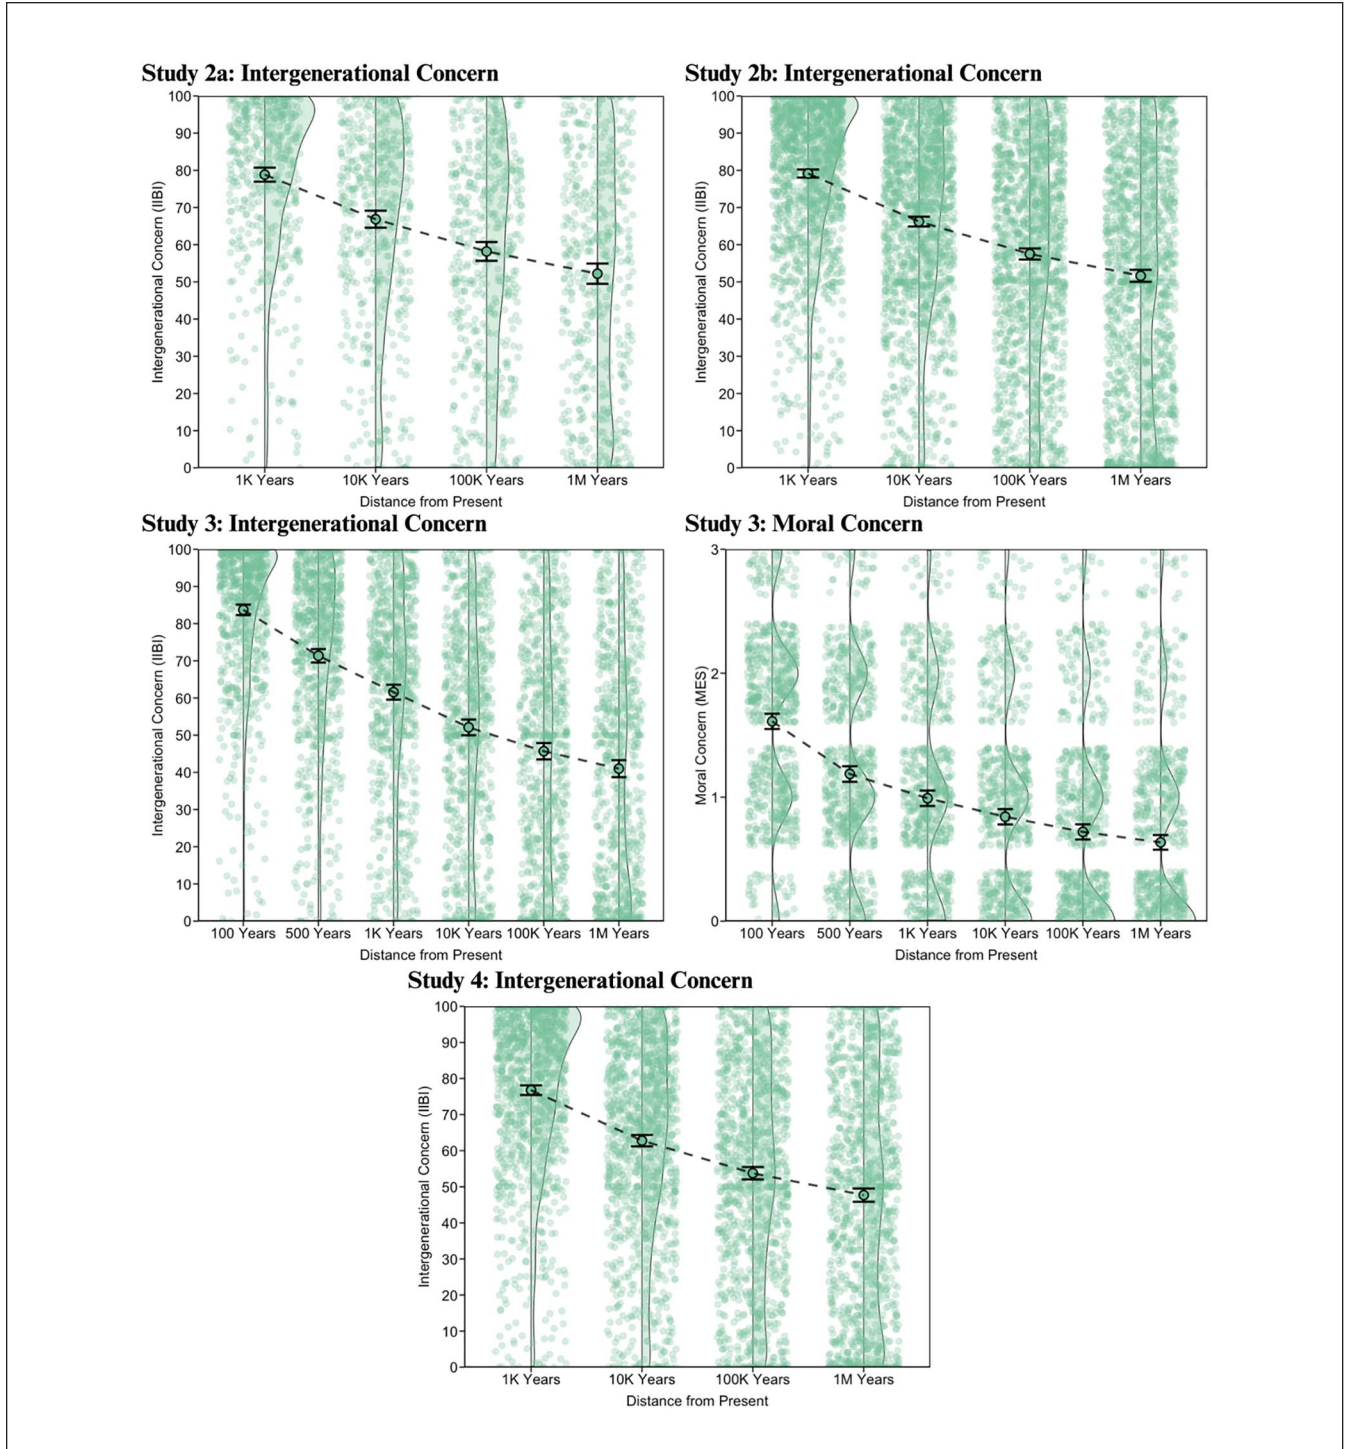 Study 2a: Intergenerational Concern
Intergenerational Concern (IIBI)
100
90
80
70
60
50
40
30
20
10
0
1K Years 10K Years 100K Years 1M Years
Distance from Present
Study 2b: Intergenerational Concern
Intergenerational Concern (IIBI)
100
90
80
70
60
50
40
30
20
10
0
1K Years 10K Years 100K Years 1M Years
Distance from Present
Study 3: Intergenerational Concern
Intergenerational Concern (IIBI)
100
90
80
70
60
50
40
30
20
10
0
100 Years 500 Years 1K Years 10K Years 100K Years 1M Years
Distance from Present
Study 3: Moral Concern
Moral Concern (MES)
3
2
1
0
100 Years 500 Years 1K Years 10K Years 100K Years 1M Years
Distance from Present
Study 4: Intergenerational Concern
Intergenerational Concern (IIBI)
100
90
80
70
60
50
40
30
20
10
0
1K Years 10K Years 100K Years 1M Years
Distance from Present